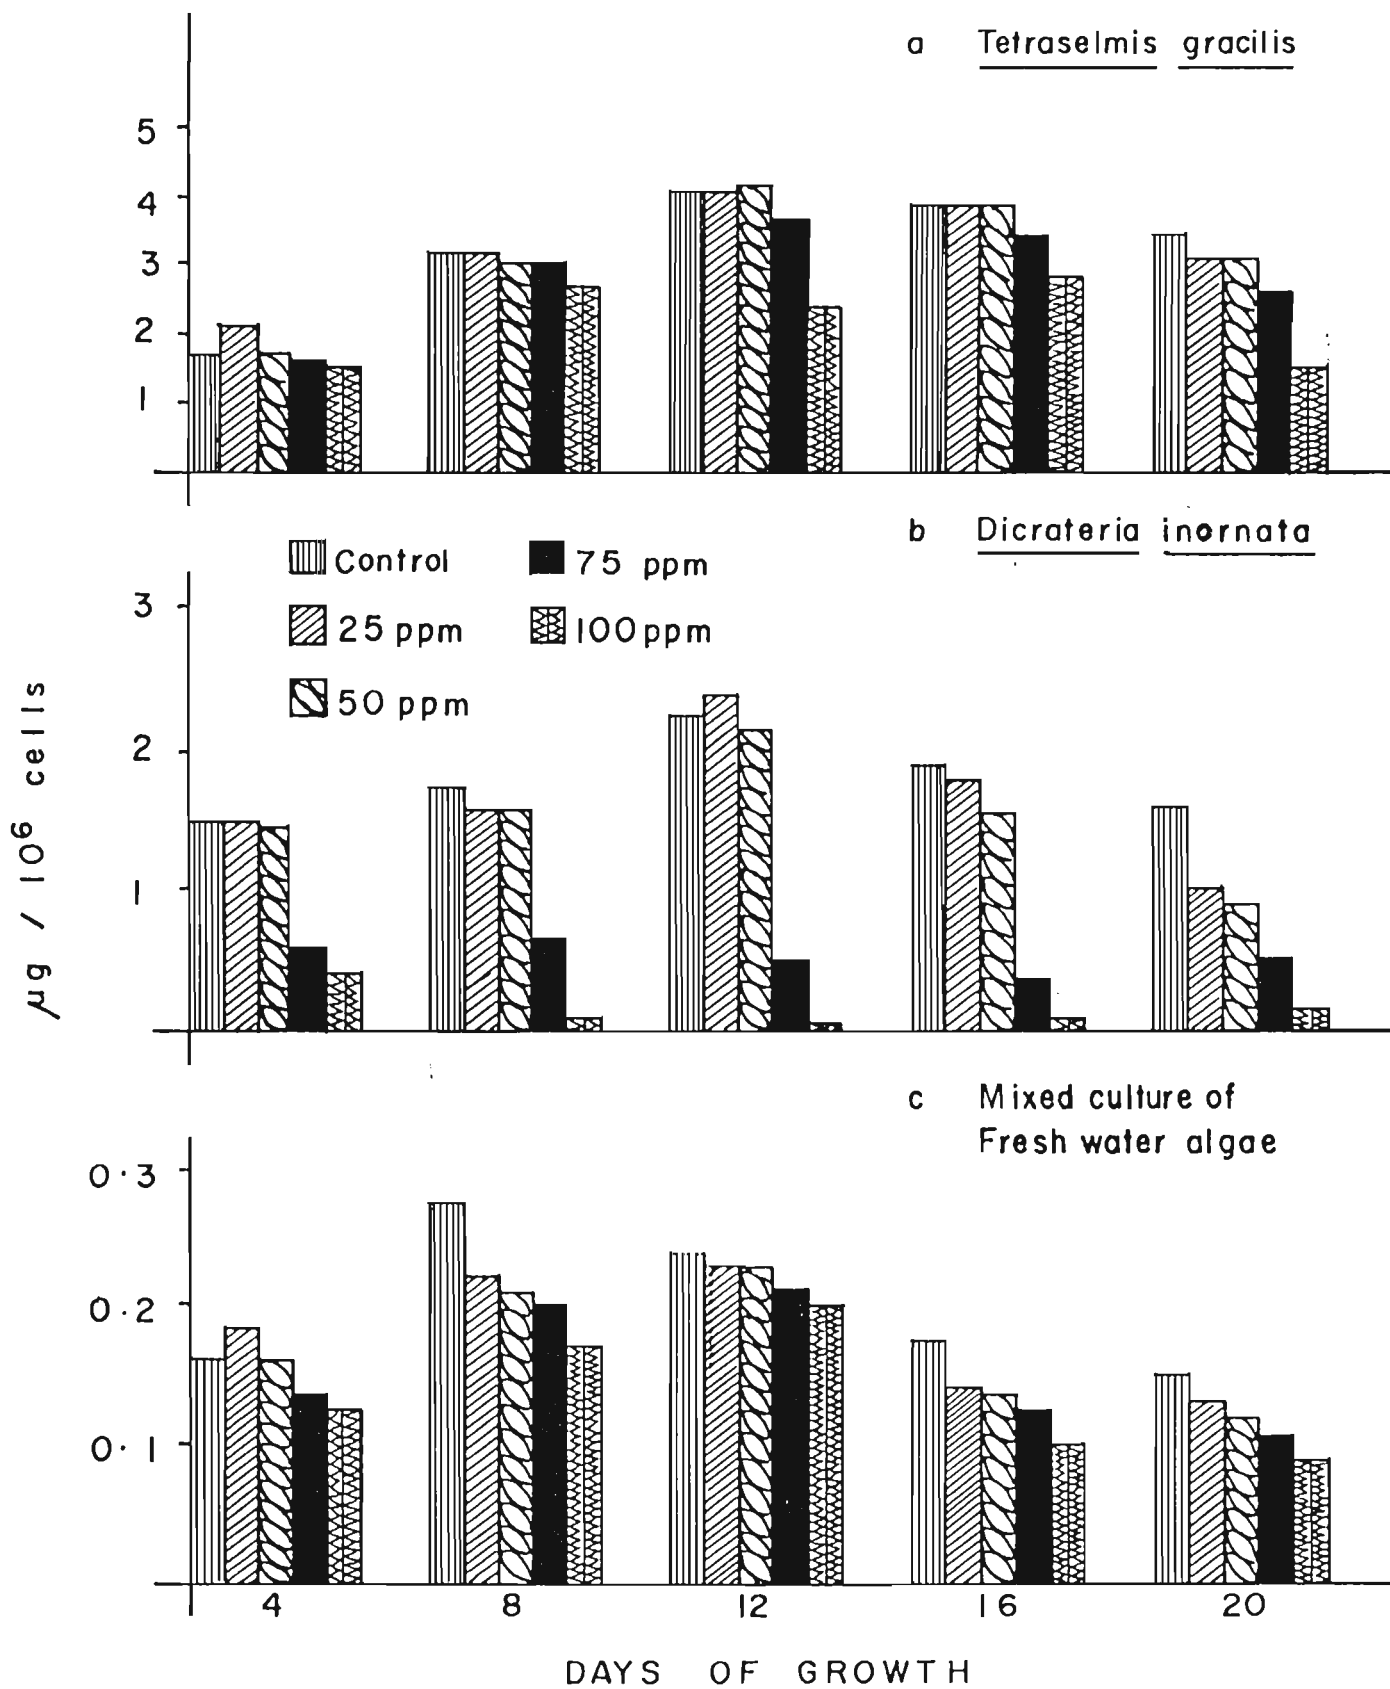 a Tetraselmis gracilis
5
4
3
2
1
b Dicrateria inornata
Control
75 ppm
25 ppm
100 ppm
50 ppm
3
2
1
µg / 10⁶ cells
c Mixed culture of
Fresh water algae
0·3
0·2
0·1
4 8 12 16 20
DAYS OF GROWTH